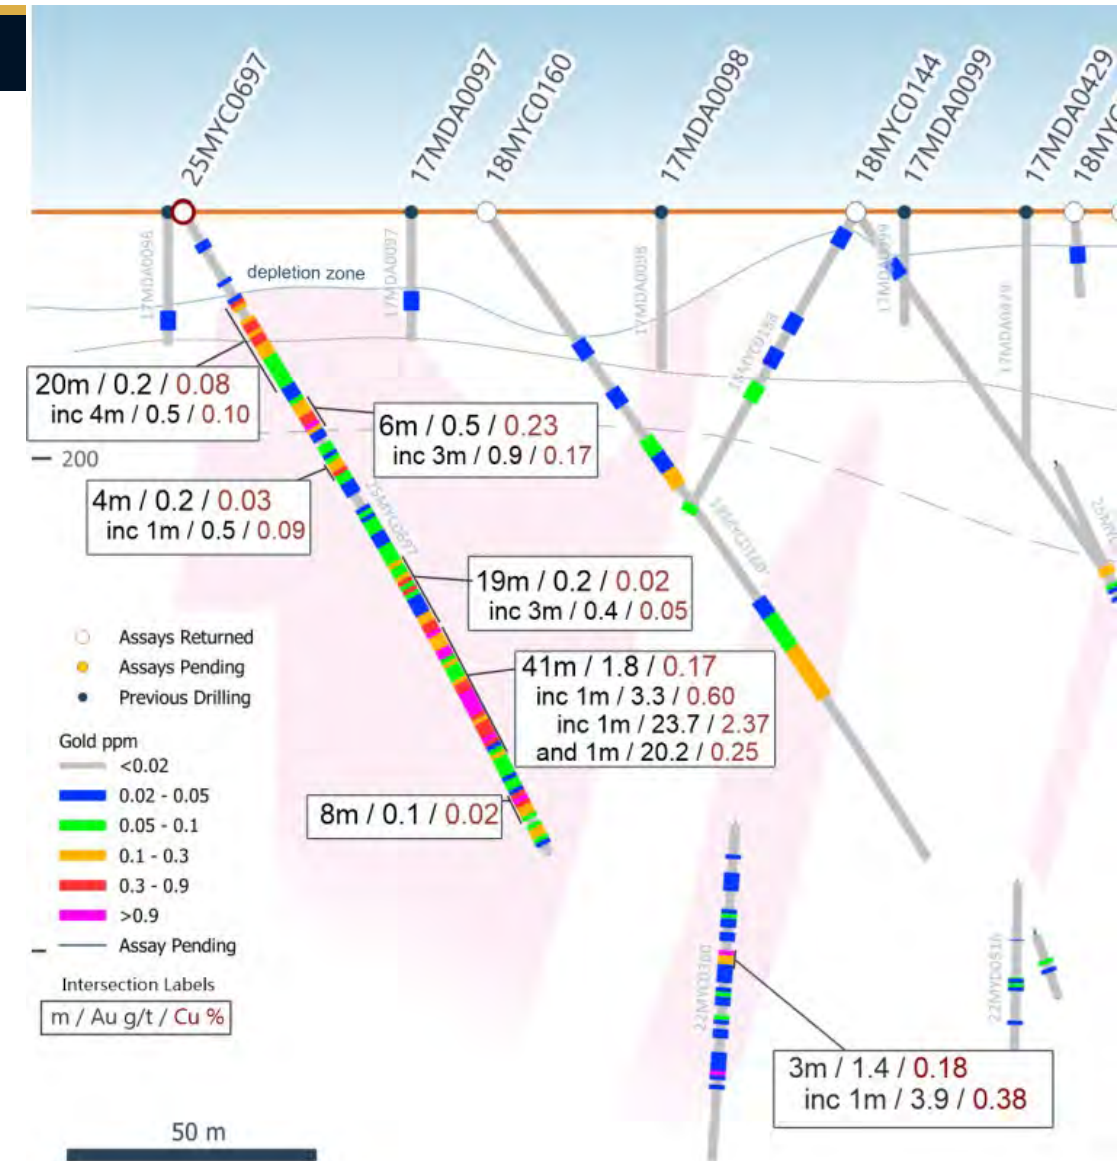 25MYC0697
17MDA0097
18MYC0160
17MDA0098
18MYC0144
17MDA0099
17MDA0429
17MDA0096
17MDA0097
17MDA0098
17MDA0099
depletion zone
20m / 0.2 / 0.08
inc 4m / 0.5 / 0.10
6m / 0.5 / 0.23
inc 3m / 0.9 / 0.17
200
4m / 0.2 / 0.03
inc 1m / 0.5 / 0.09
25MYC0697
18MYC0160
19m / 0.2 / 0.02
inc 3m / 0.4 / 0.05
41m / 1.8 / 0.17
inc 1m / 3.3 / 0.60
inc 1m / 23.7 / 2.37
and 1m / 20.2 / 0.25
8m / 0.1 / 0.02
Assays Returned
Assays Pending
Previous Drilling
Gold ppm
<0.02
0.02 - 0.05
0.05 - 0.1
0.1 - 0.3
0.3 - 0.9
>0.9
Assay Pending
Intersection Labels
m / Au g/t / Cu %
3m / 1.4 / 0.18
inc 1m / 3.9 / 0.38
50 m